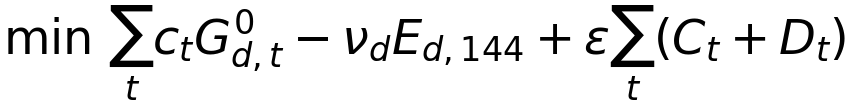 min ∑_t c_t G^0_{d, t} − ν_d E_{d, 144} + ε ∑_t (C_t + D_t)